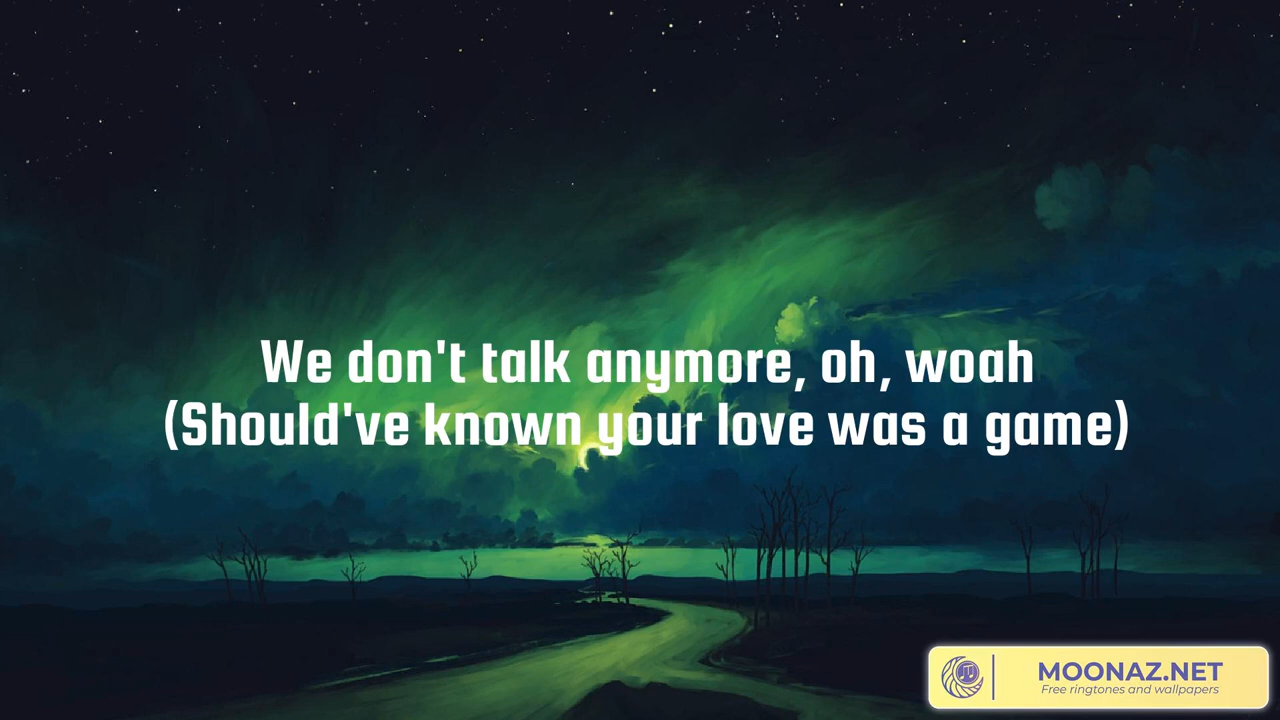 We don't talk anymore, oh, woah
(Should've known your love was a game)
MOONAZ.NET
Free ringtones and wallpapers